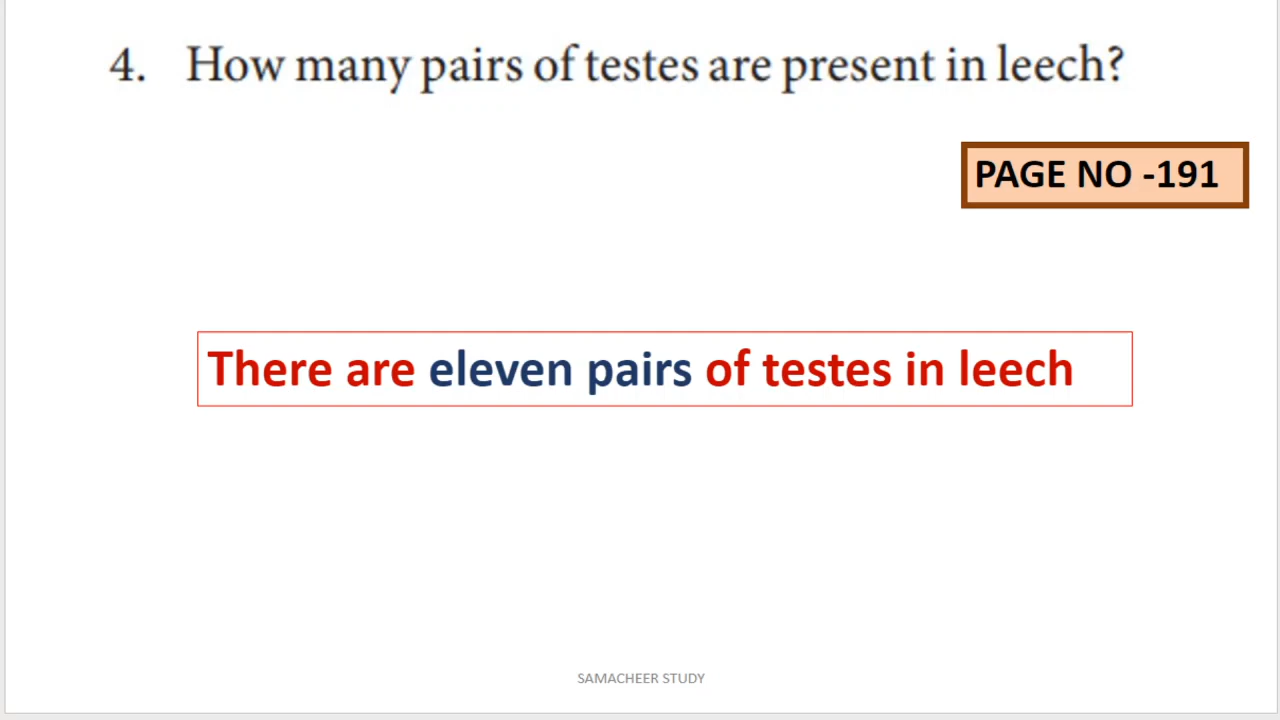 4. How many pairs of testes are present in leech?
PAGE NO -191
There are eleven pairs of testes in leech
SAMACHEER STUDY